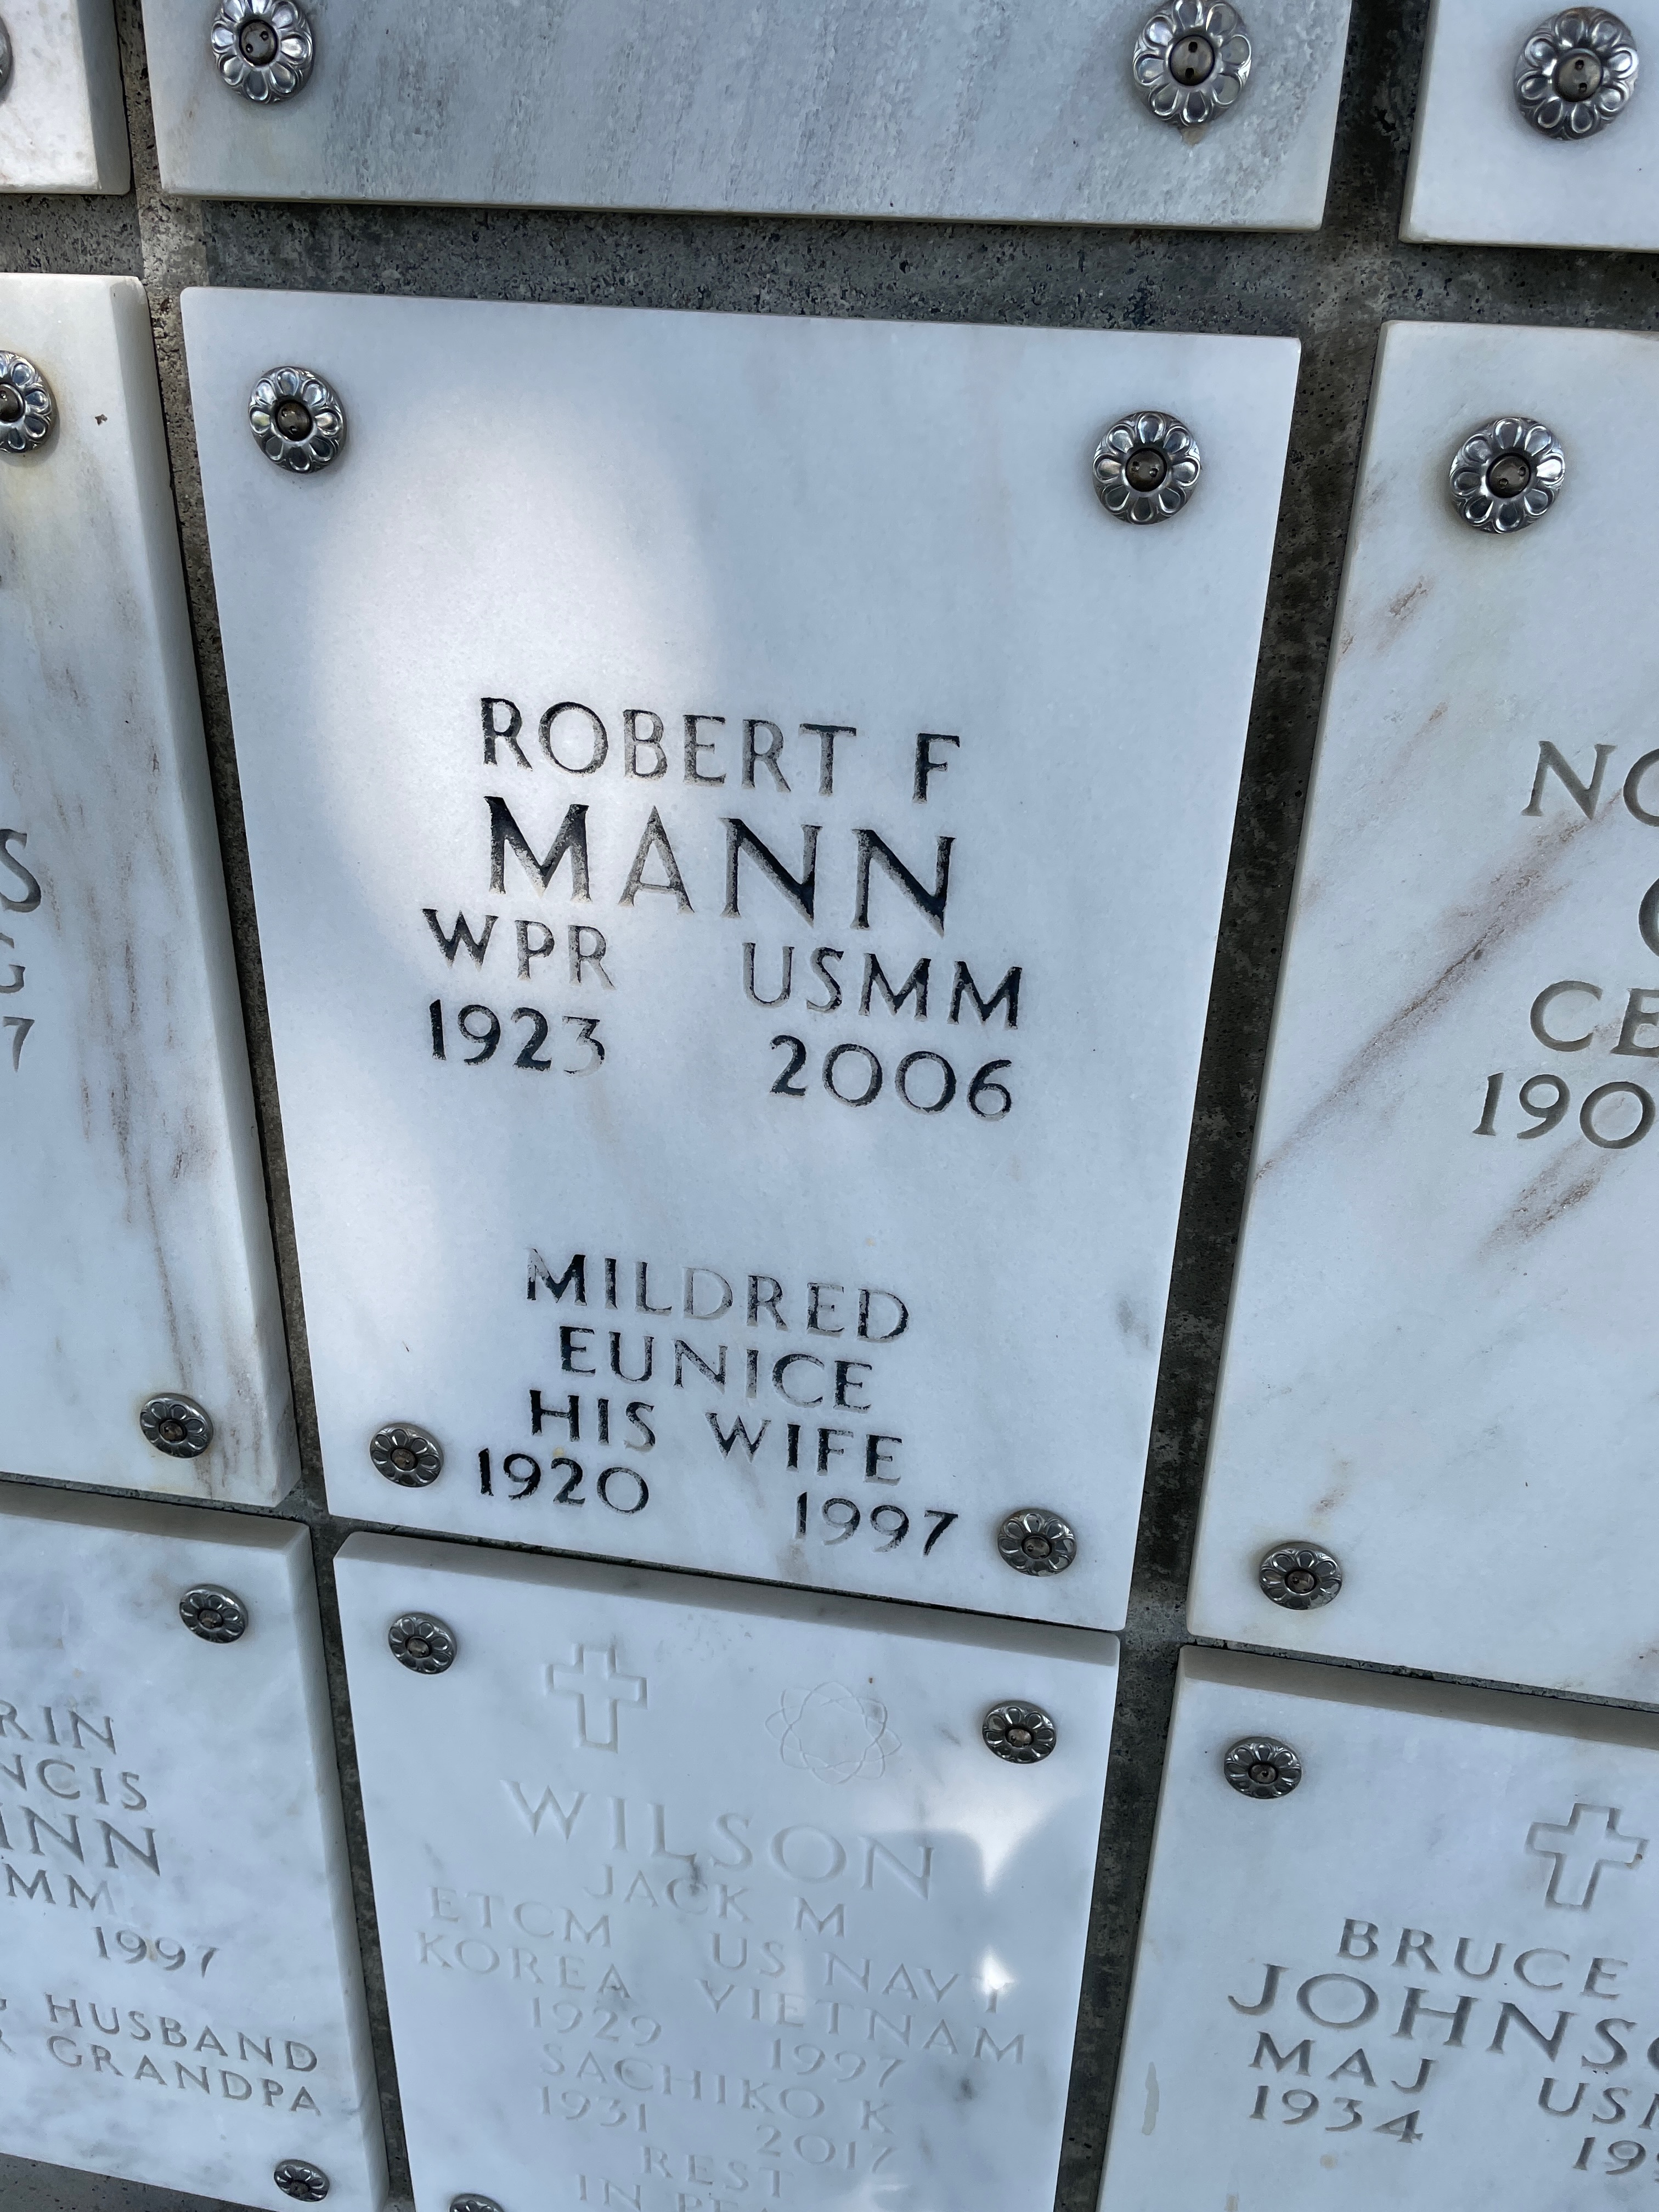 ROBERT F
MANN
WPR USMM
1923 2006
MILDRED
EUNICE
HIS WIFE
1920 1997
WILSON
JACK M
ETCM US NAVY
KOREA VIETNAM
1929 1997
SACHIKO K
1931 2017
REST
IN
BRUCE
MAJ
1934
1997
HUSBAND
GRANDPA